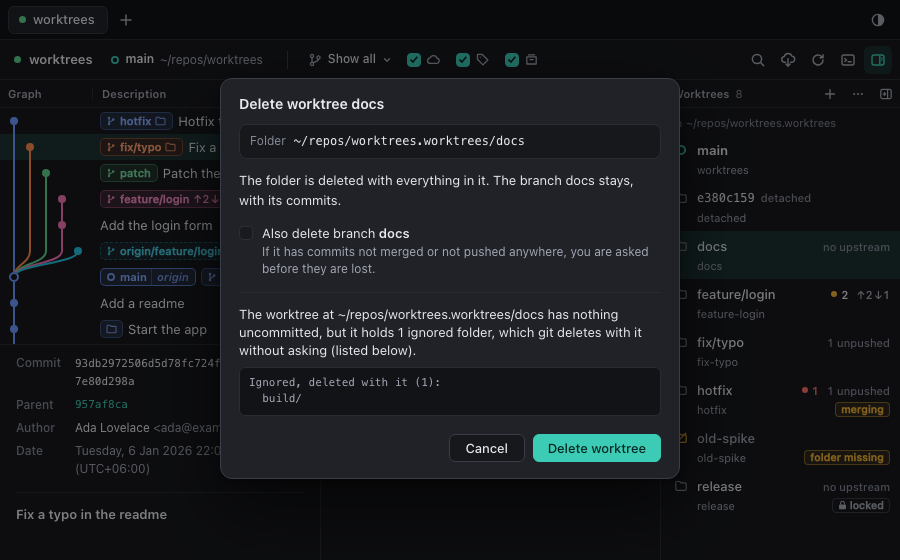 worktrees
worktrees main ~/repos/worktrees Show all
Graph Description
hotfix Hotfix
fix/typo Fix a
patch Patch the
feature/login ↑2↓
Add the login form
origin/feature/login
main origin
Add a readme
Start the app
Commit 93db2972506d5d78fc724f
7e80d298a
Parent 957af8ca
Author Ada Lovelace <ada@exam
Date Tuesday, 6 Jan 2026 22:0
(UTC+06:00)
Fix a typo in the readme
Delete worktree docs
Folder ~/repos/worktrees.worktrees/docs
The folder is deleted with everything in it. The branch docs stays,
with its commits.
Also delete branch docs
If it has commits not merged or not pushed anywhere, you are asked
before they are lost.
The worktree at ~/repos/worktrees.worktrees/docs has nothing
uncommitted, but it holds 1 ignored folder, which git deletes with it
without asking (listed below).
Ignored, deleted with it (1):
build/
Cancel Delete worktree
Worktrees 8
~/repos/worktrees.worktrees
main
worktrees
e380c159 detached
detached
docs no upstream
docs
feature/login 2 ↑2↓1
feature-login
fix/typo 1 unpushed
fix-typo
hotfix 1 1 unpushed
hotfix merging
old-spike
old-spike folder missing
release no upstream
release locked